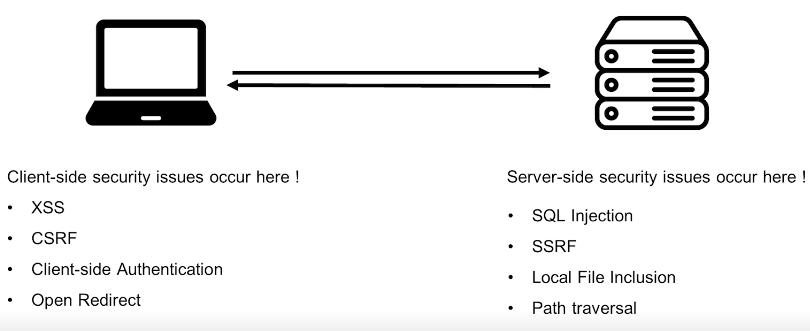 Client-side security issues occur here !
• XSS
• CSRF
• Client-side Authentication
• Open Redirect
Server-side security issues occur here !
• SQL Injection
• SSRF
• Local File Inclusion
• Path traversal